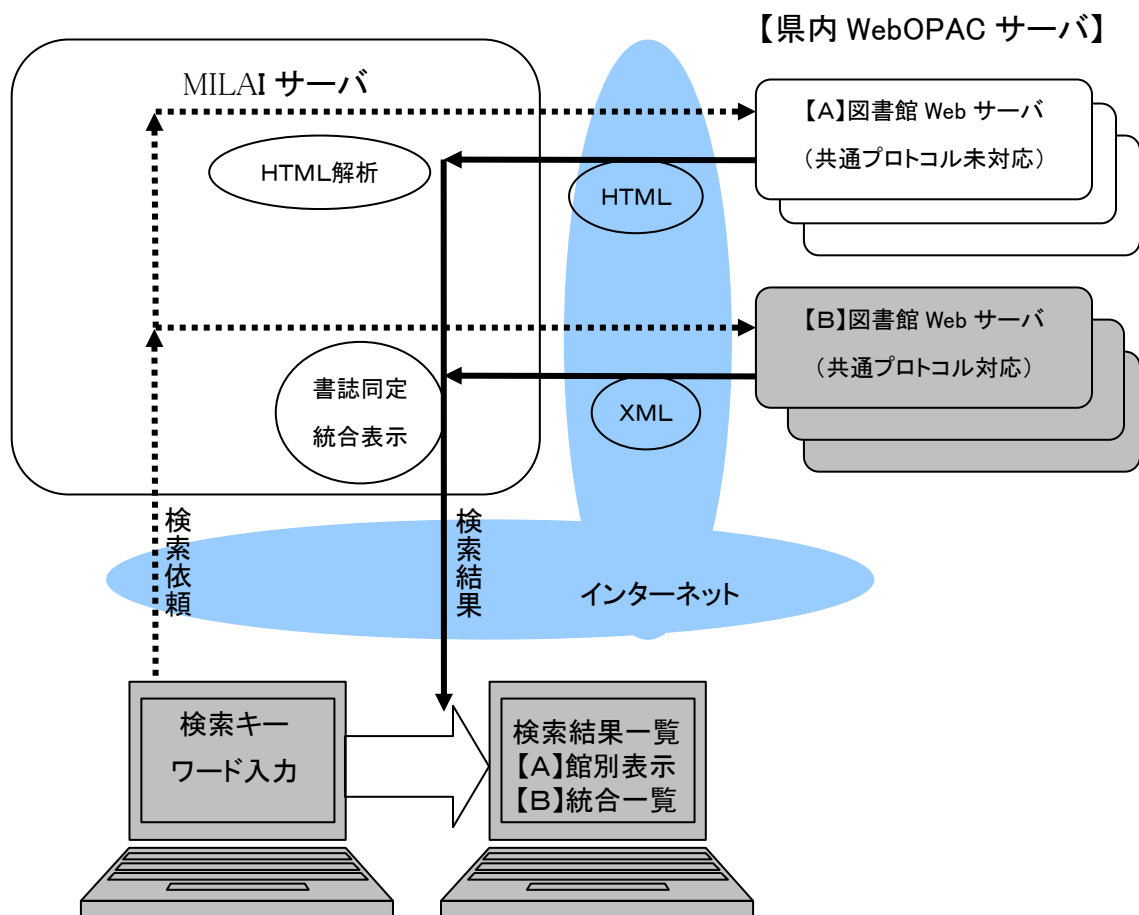 【県内 WebOPAC サーバ】
MILAI サーバ
【A】図書館 Web サーバ
（共通プロトコル未対応）
HTML解析
HTML
【B】図書館 Web サーバ
（共通プロトコル対応）
書誌同定
統合表示
XML
検索依頼
検索結果
インターネット
検索キー
ワード入力
検索結果一覧
【A】館別表示
【B】統合一覧